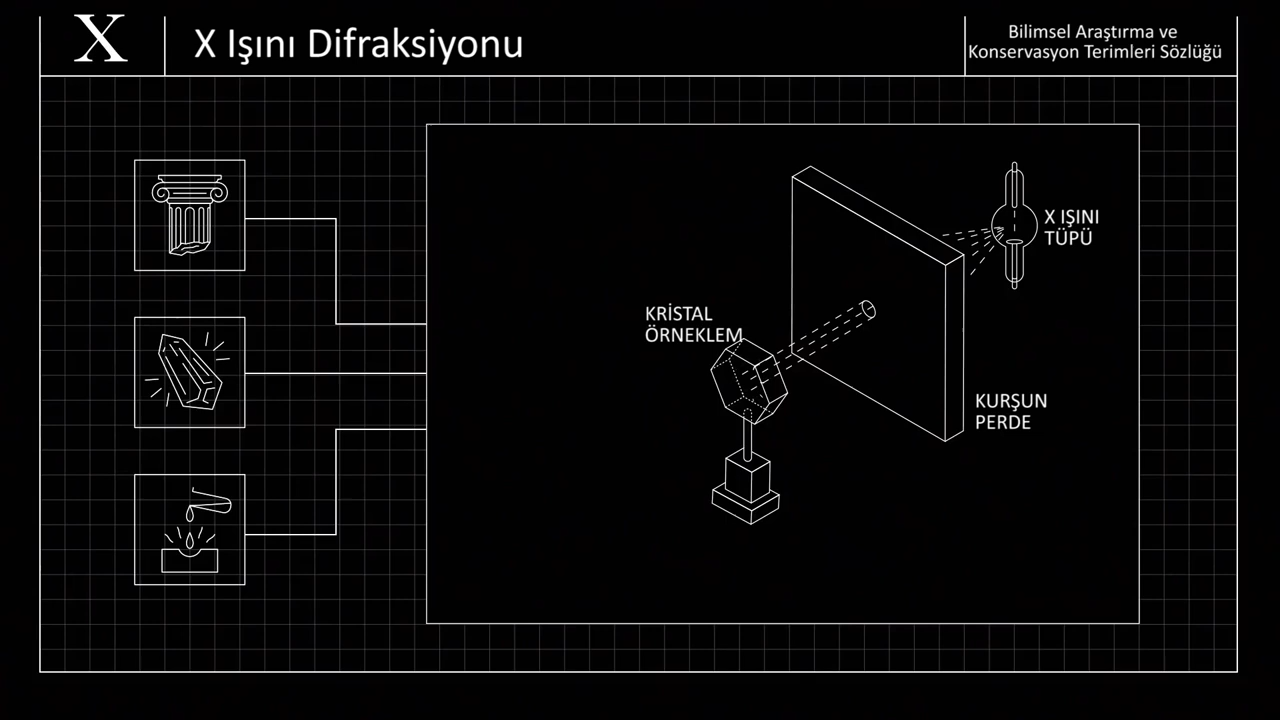 X
X Işını Difraksiyonu
Bilimsel Araştırma ve
Konservasyon Terimleri Sözlüğü
X IŞINI
TÜPÜ
KRİSTAL
ÖRNEKLEM
KURŞUN
PERDE